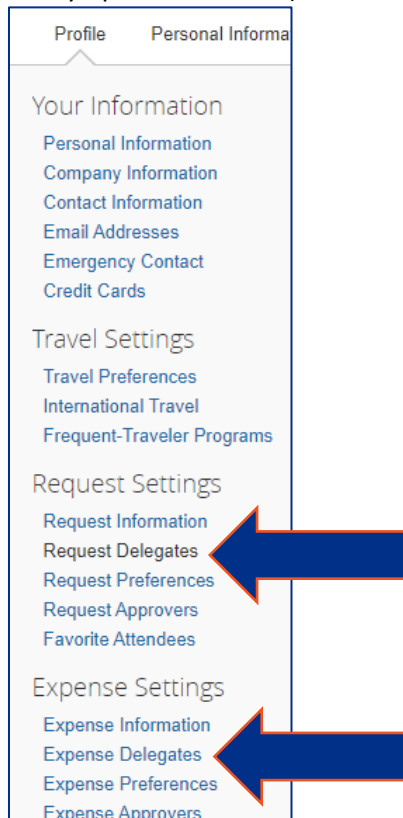 Profile Personal Informa
Your Information
Personal Information
Company Information
Contact Information
Email Addresses
Emergency Contact
Credit Cards
Travel Settings
Travel Preferences
International Travel
Frequent-Traveler Programs
Request Settings
Request Information
Request Delegates
Request Preferences
Request Approvers
Favorite Attendees
Expense Settings
Expense Information
Expense Delegates
Expense Preferences
Expense Approvers